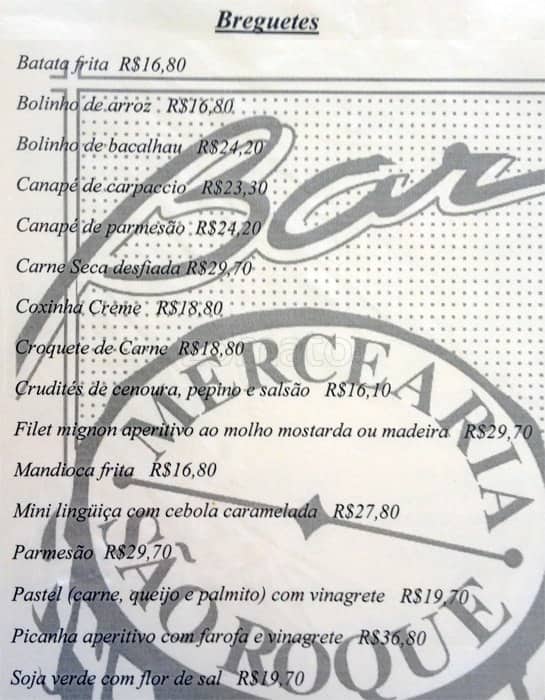 Breguetes
Batata frita R$16,80
Bolinho de arroz R$16,80
Bolinho de bacalhau R$24,20
Canapé de carpaccio R$23,30
Canapé de parmesão R$24,20
Carne Seca desfiada R$29,70
Coxinha Creme R$18,80
Croquete de Carne R$18,80
Crudités de cenoura, pepino e salsão R$16,10
Filet mignon aperitivo ao molho mostarda ou madeira R$29,70
Mandioca frita R$16,80
Mini lingüiça com cebola caramelada R$27,80
Parmesão R$29,70
Pastel (carne, queijo e palmito) com vinagrete R$19,70
Picanha aperitivo com farofa e vinagrete R$36,80
Soja verde com flor de sal R$19,70
Bar
MERCEARIA
SÃO ROQUE